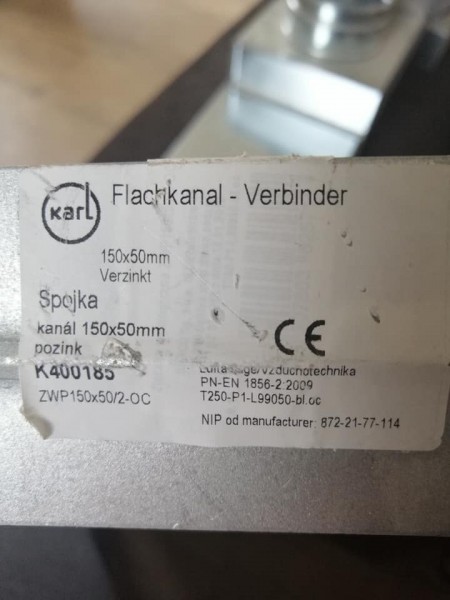 karl
Flachkanal - Verbinder
150x50mm
Verzinkt
Spojka
kanál 150x50mm
pozink
CE
K400185
ZWP150x50/2-OC
PN-EN 1856-2:2009
T250-P1-L99050-bl.oc
NIP od manufacturer: 872-21-77-114